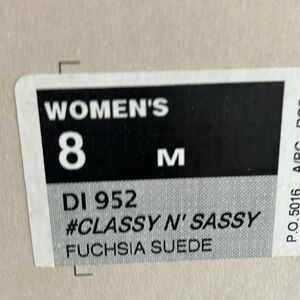 WOMEN'S
8 M
DI 952
#CLASSY N' SASSY
FUCHSIA SUEDE
P.O. 5016